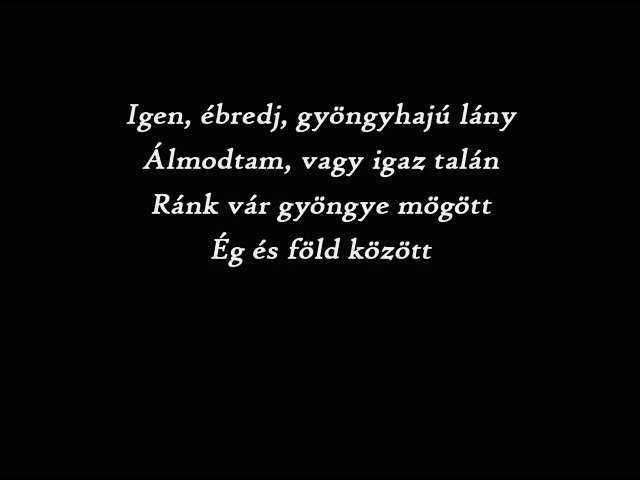 Igen, ébredj, gyöngyhajú lány
Álmodtam, vagy igaz talán
Ránk vár gyöngye mögött
Ég és föld között